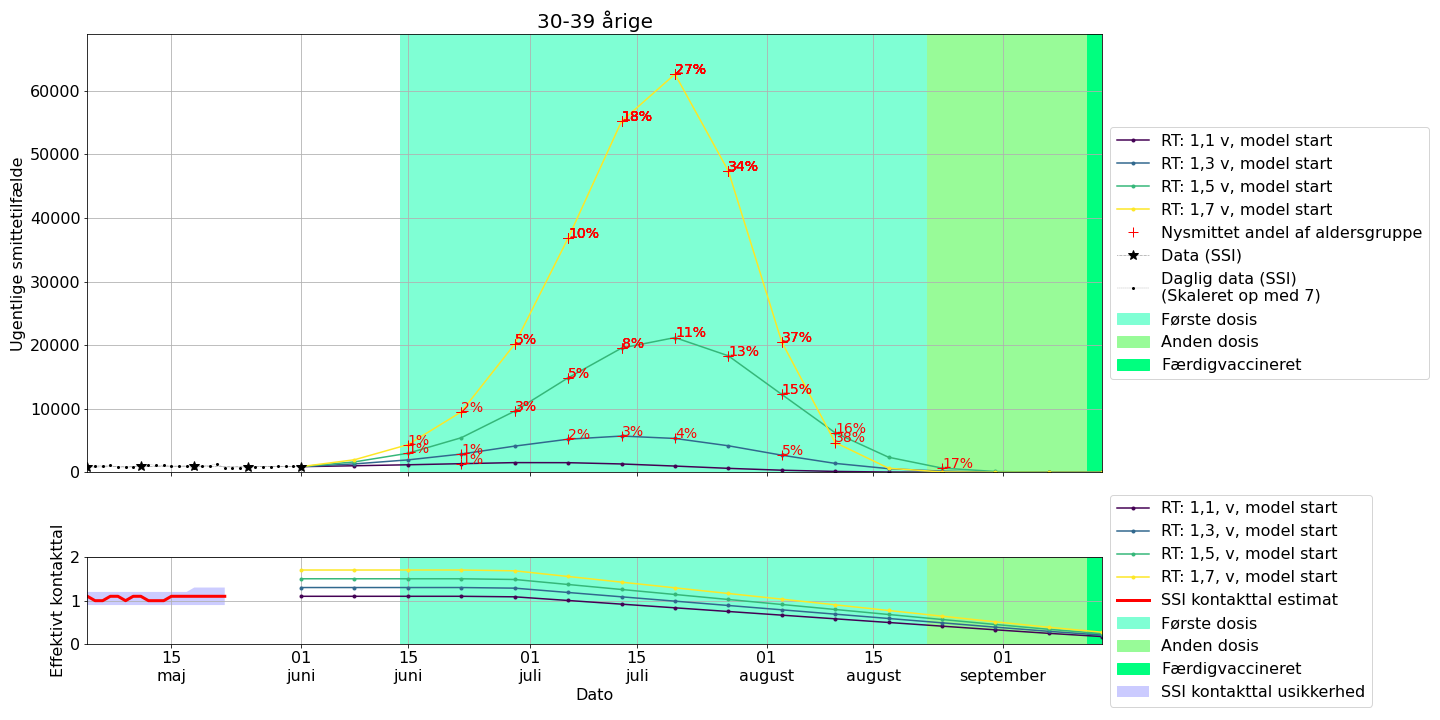 30-39 årige
Ugentlige smittetilfælde
60000
50000
40000
30000
20000
10000
0
27%
18%
34%
10%
5%
37%
11%
8%
13%
5%
15%
2%
3%
16%
38%
1%
1%
1%
1%
2%
3%
4%
5%
17%
RT: 1,1 v, model start
RT: 1,3 v, model start
RT: 1,5 v, model start
RT: 1,7 v, model start
Nysmittet andel af aldersgruppe
Data (SSI)
Daglig data (SSI)
(Skaleret op med 7)
Første dosis
Anden dosis
Færdigvaccineret
Effektivt kontakttal
2
1
0
15 01 15 01 15 01 15 01
maj juni juni juli juli august august september
Dato
RT: 1,1, v, model start
RT: 1,3, v, model start
RT: 1,5, v, model start
RT: 1,7, v, model start
SSI kontakttal estimat
Første dosis
Anden dosis
Færdigvaccineret
SSI kontakttal usikkerhed